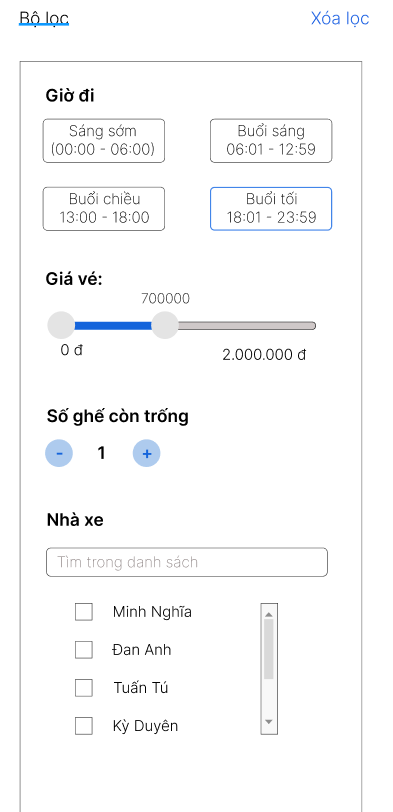 Bộ lọc
Xóa lọc
Giờ đi
Sáng sớm
(00:00 - 06:00)
Buổi sáng
06:01 - 12:59
Buổi chiều
13:00 - 18:00
Buổi tối
18:01 - 23:59
Giá vé:
700000
0 đ
2.000.000 đ
Số ghế còn trống
- 1 +
Nhà xe
Tìm trong danh sách
Minh Nghĩa
Đan Anh
Tuấn Tú
Kỳ Duyên